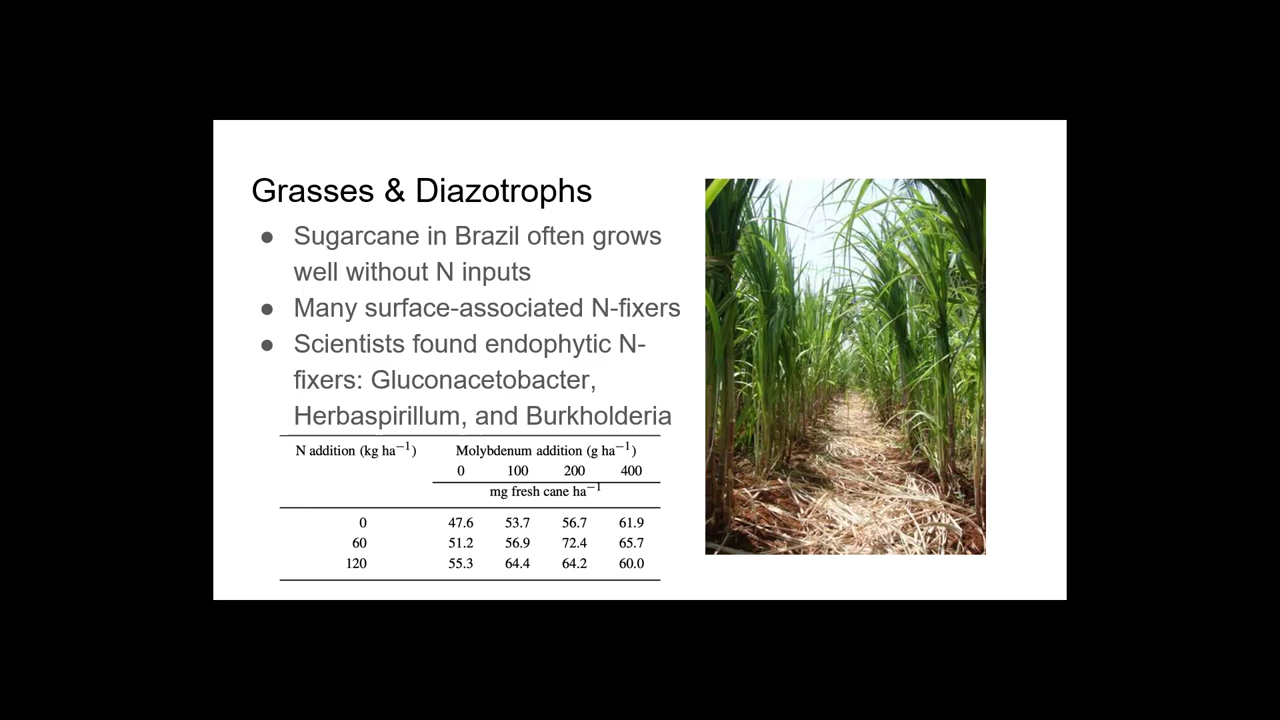 Grasses & Diazotrophs
● Sugarcane in Brazil often grows
well without N inputs
● Many surface-associated N-fixers
● Scientists found endophytic N-
fixers: Gluconacetobacter,
Herbaspirillum, and Burkholderia
N addition (kg ha⁻¹) Molybdenum addition (g ha⁻¹)
0 100 200 400
mg fresh cane ha⁻¹
0 47.6 53.7 56.7 61.9
60 51.2 56.9 72.4 65.7
120 55.3 64.4 64.2 60.0